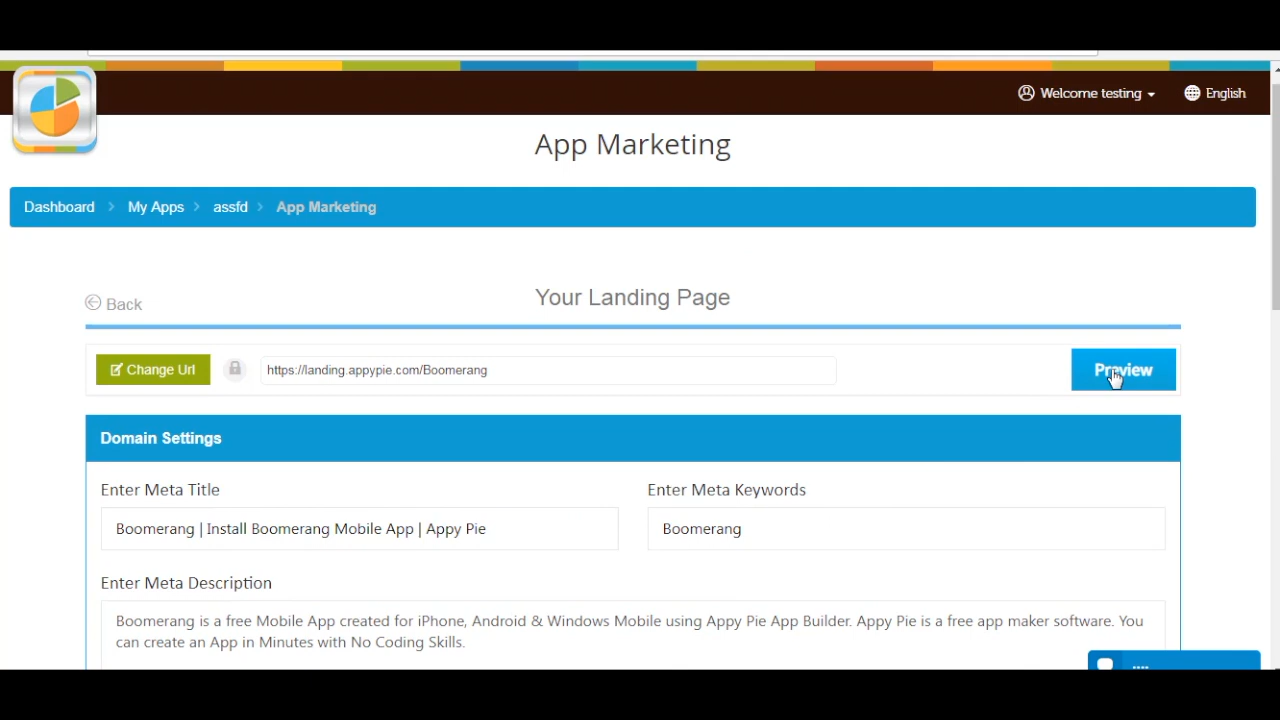 Welcome testing
English
App Marketing
Dashboard
My Apps
assfd
App Marketing
Back
Your Landing Page
Change Url
https://landing.appypie.com/Boomerang
Preview
Domain Settings
Enter Meta Title
Enter Meta Keywords
Boomerang | Install Boomerang Mobile App | Appy Pie
Boomerang
Enter Meta Description
Boomerang is a free Mobile App created for iPhone, Android & Windows Mobile using Appy Pie App Builder. Appy Pie is a free app maker software. You
can create an App in Minutes with No Coding Skills.